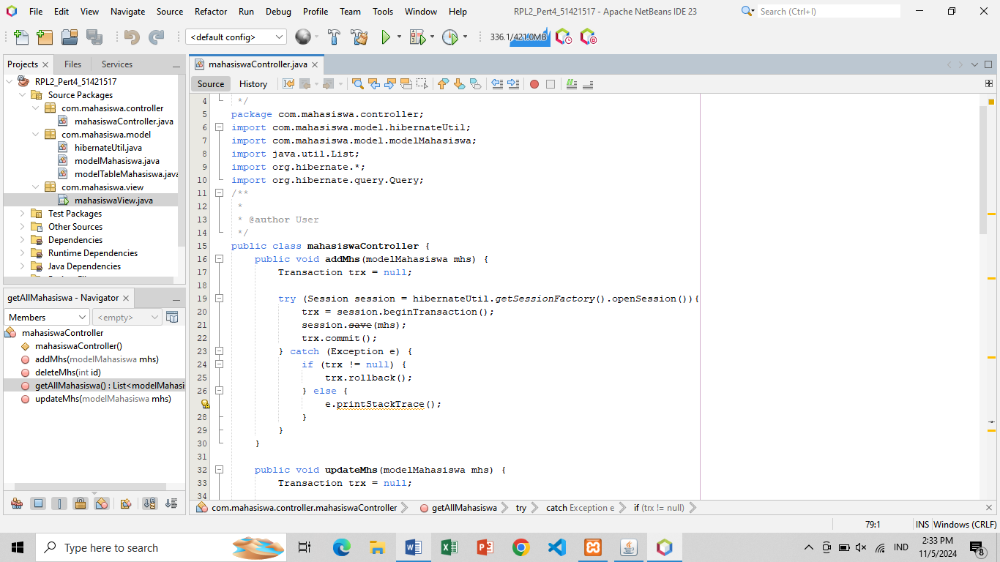 File Edit View Navigate Source Refactor Run Debug Profile Team Tools Window Help
RPL2_Pert4_51421517 - Apache NetBeans IDE 23
Search (Ctrl+I)
<default config>
336.1/421.0MB
Projects
Files
Services
RPL2_Pert4_51421517
Source Packages
com.mahasiswa.controller
mahasiswaController.java
com.mahasiswa.model
hibernateUtil.java
modelMahasiswa.java
modelTableMahasiswa.java
com.mahasiswa.view
mahasiswaView.java
Test Packages
Other Sources
Dependencies
Runtime Dependencies
Java Dependencies
getAllMahasiswa - Navigator
Members
<empty>
mahasiswaController
mahasiswaController()
addMhs(modelMahasiswa mhs)
deleteMhs(int id)
getAllMahasiswa() : List<modelMahasi
updateMhs(modelMahasiswa mhs)
mahasiswaController.java
Source History
4 */
5 package com.mahasiswa.controller;
6 import com.mahasiswa.model.hibernateUtil;
7 import com.mahasiswa.model.modelMahasiswa;
8 import java.util.List;
9 import org.hibernate.*;
10 import org.hibernate.query.Query;
11 /**
12 *
13 * @author User
14 */
15 public class mahasiswaController {
16 public void addMhs(modelMahasiswa mhs) {
17 Transaction trx = null;
18
19 try (Session session = hibernateUtil.getSessionFactory().openSession()){
20 trx = session.beginTransaction();
21 session.save(mhs);
22 trx.commit();
23 } catch (Exception e) {
24 if (trx != null) {
25 trx.rollback();
26 } else {
e.printStackTrace();
28 }
29 }
30 }
31
32 public void updateMhs(modelMahasiswa mhs) {
33 Transaction trx = null;
34
com.mahasiswa.controller.mahasiswaController getAllMahasiswa try catch Exception e if (trx != null)
79:1 INS Windows (CRLF)
Type here to search
IND
2:33 PM
11/5/2024
8